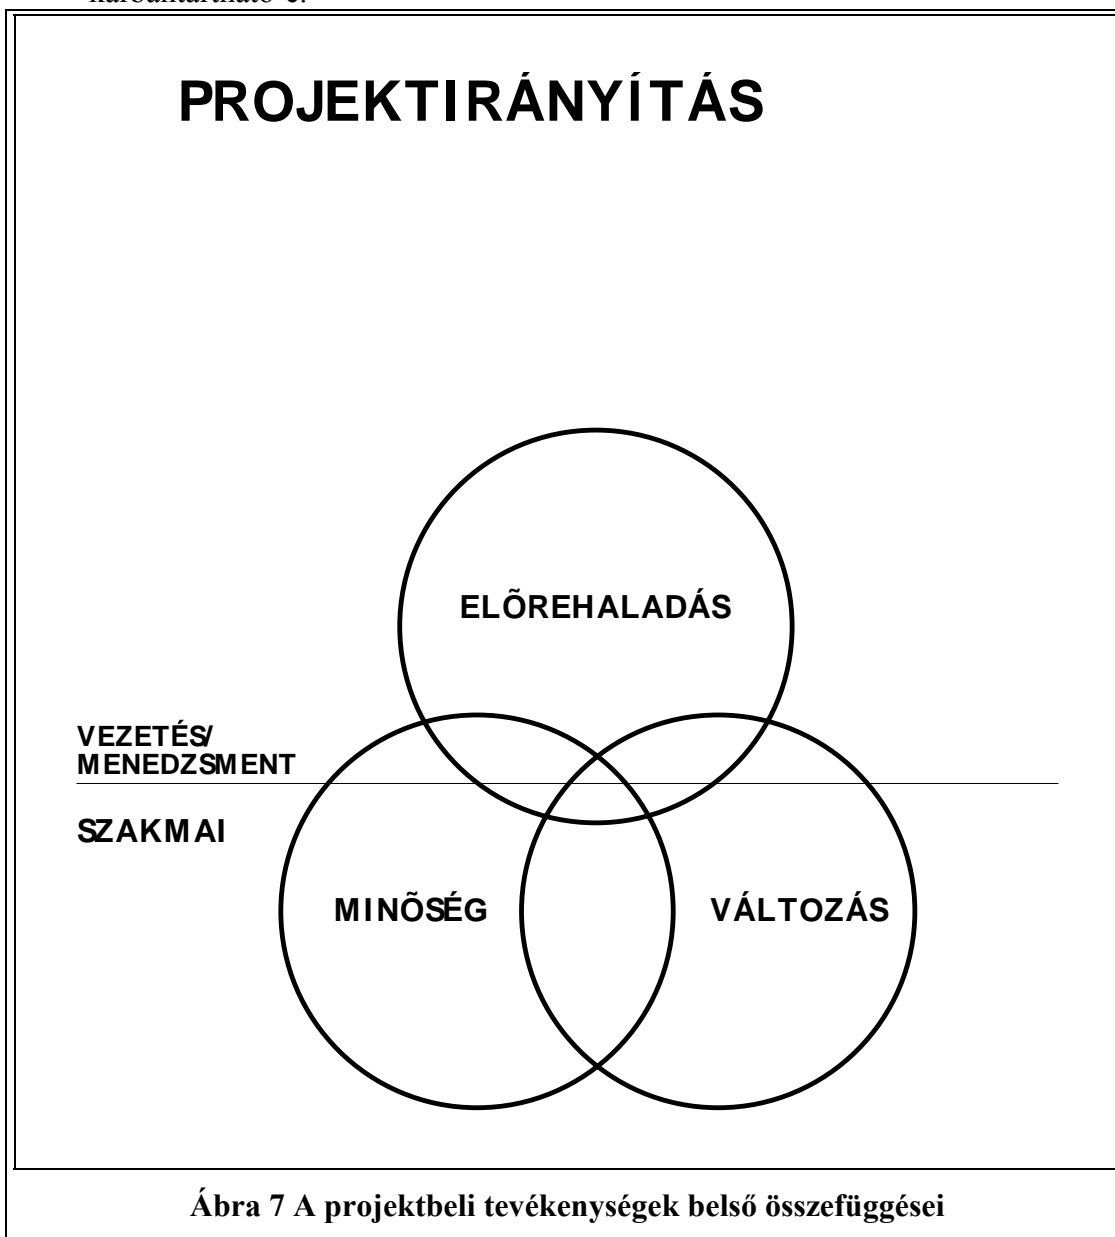 PROJEKTIRÁNYÍTÁS
ELÕREHALADÁS
VEZETÉS/
MENEDZSMENT
SZAKMAI
MINÕSÉG
VÁLTOZÁS
Ábra 7 A projektbeli tevékenységek belső összefüggései